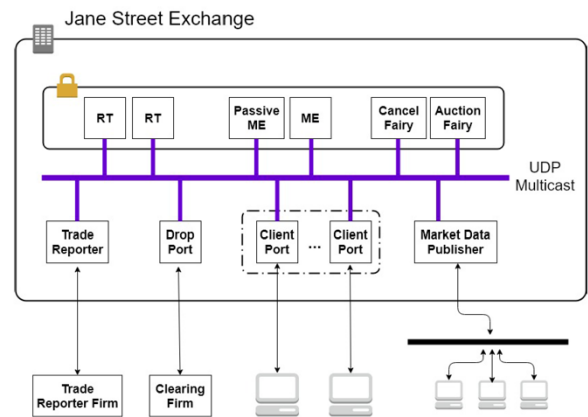 Jane Street Exchange
RT
RT
Passive
ME
ME
Cancel
Fairy
Auction
Fairy
UDP
Multicast
Trade
Reporter
Drop
Port
Client
Port
...
Client
Port
Market Data
Publisher
Trade
Reporter Firm
Clearing
Firm